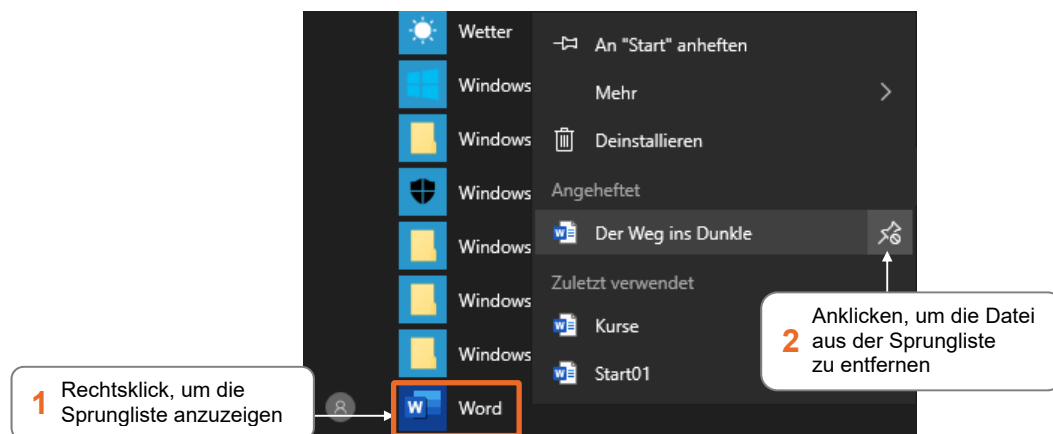 Wetter
An "Start" anheften
Windows
Mehr
Windows
Deinstallieren
Windows
Angeheftet
Windows
Der Weg ins Dunkle
Windows
Zuletzt verwendet
Windows
Kurse
Windows
Start01
Word
1 Rechtsklick, um die
Sprungliste anzuzeigen
2 Anklicken, um die Datei
aus der Sprungliste
zu entfernen